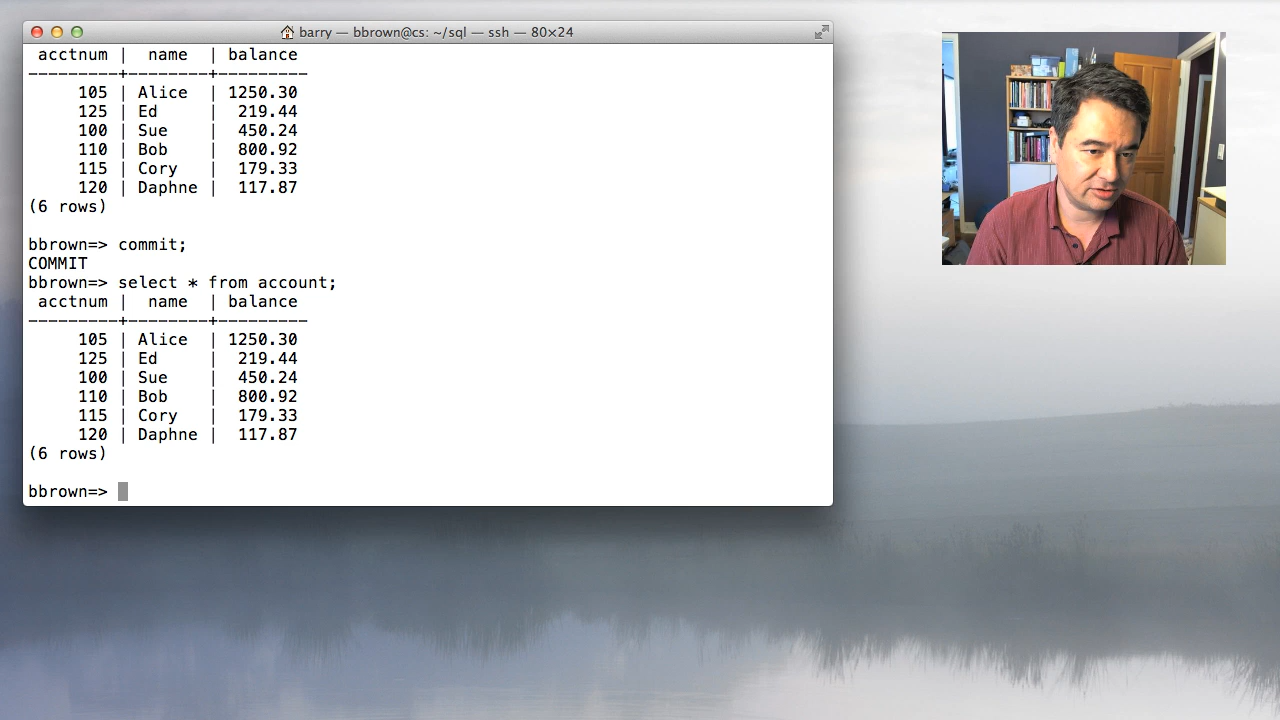 barry — bbrown@cs: ~/sql — ssh — 80×24
 acctnum |  name  | balance
---------+--------+---------
     105 | Alice  | 1250.30
     125 | Ed     |  219.44
     100 | Sue    |  450.24
     110 | Bob    |  800.92
     115 | Cory   |  179.33
     120 | Daphne |  117.87
(6 rows)
bbrown=> commit;
COMMIT
bbrown=> select * from account;
 acctnum |  name  | balance
---------+--------+---------
     105 | Alice  | 1250.30
     125 | Ed     |  219.44
     100 | Sue    |  450.24
     110 | Bob    |  800.92
     115 | Cory   |  179.33
     120 | Daphne |  117.87
(6 rows)
bbrown=>